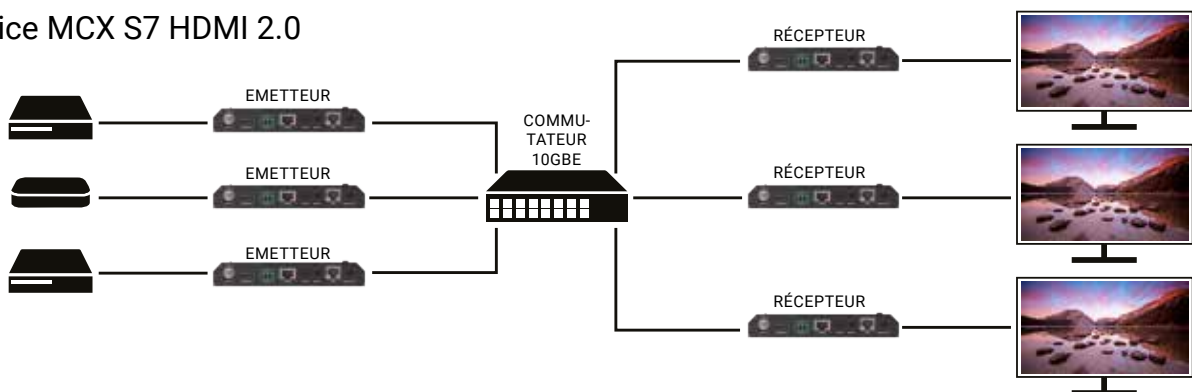 ice MCX S7 HDMI 2.0
EMETTEUR
EMETTEUR
EMETTEUR
COMMU-
TATEUR
10GBE
RÉCEPTEUR
RÉCEPTEUR
RÉCEPTEUR